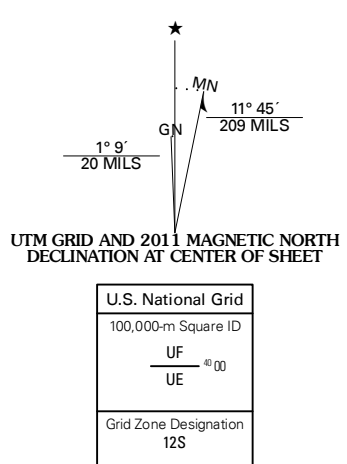 ★
MN
GN
11° 45´
209 MILS
1° 9´
20 MILS
UTM GRID AND 2011 MAGNETIC NORTH
DECLINATION AT CENTER OF SHEET
U.S. National Grid
100,000-m Square ID
UF
40 00
UE
Grid Zone Designation
12S